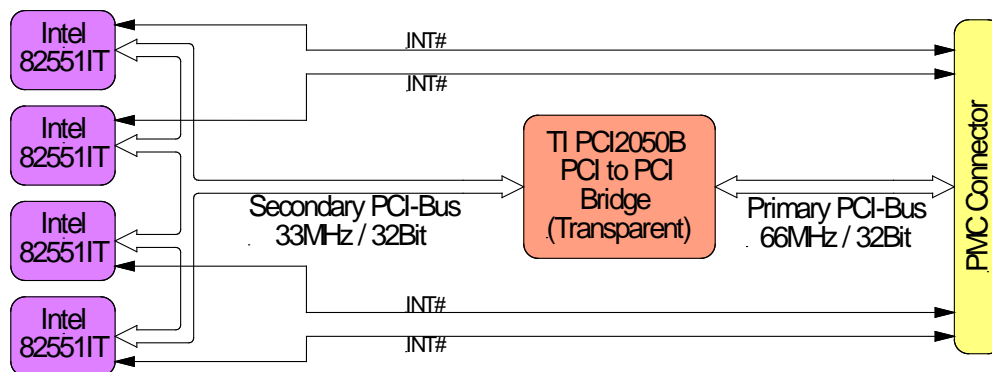 Intel
82551IT
INT#
INT#
Intel
82551IT
TI PCI2050B
PCI to PCI
Bridge
(Transparent)
Secondary PCI-Bus
33MHz / 32Bit
Primary PCI-Bus
66MHz / 32Bit
PMC Connector
Intel
82551IT
INT#
Intel
82551IT
INT#